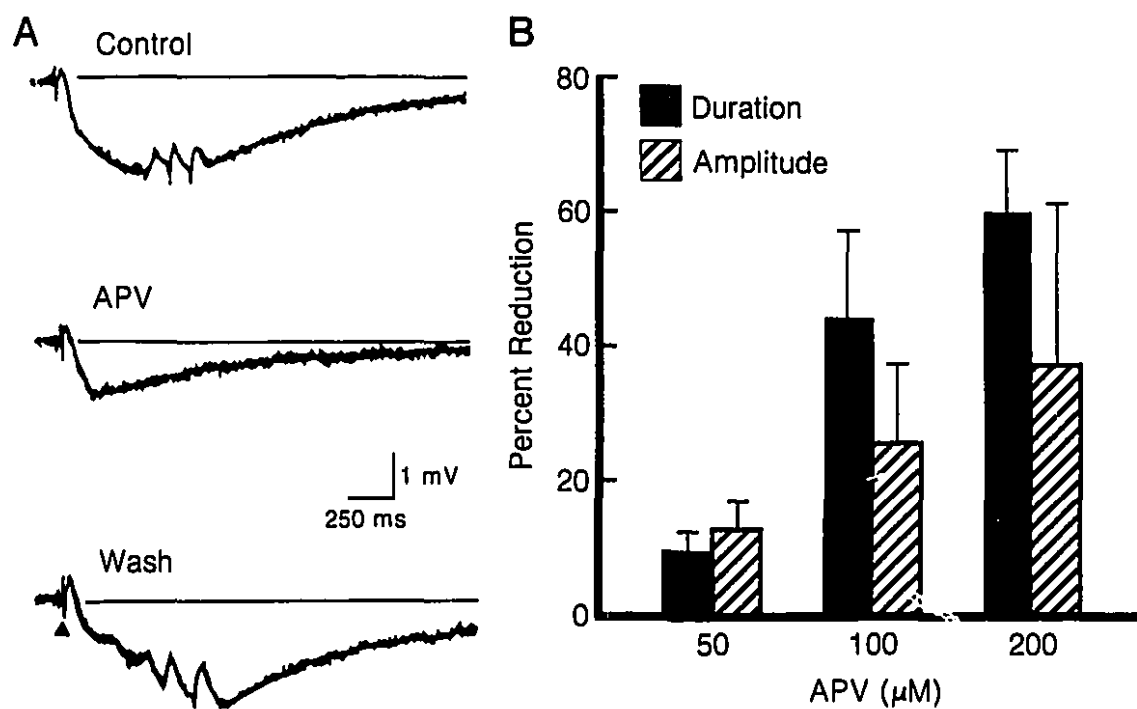 A
Control
APV
1 mV
250 ms
Wash
B
Percent Reduction
80
60
40
20
0
Duration
Amplitude
50 100 200
APV (μM)